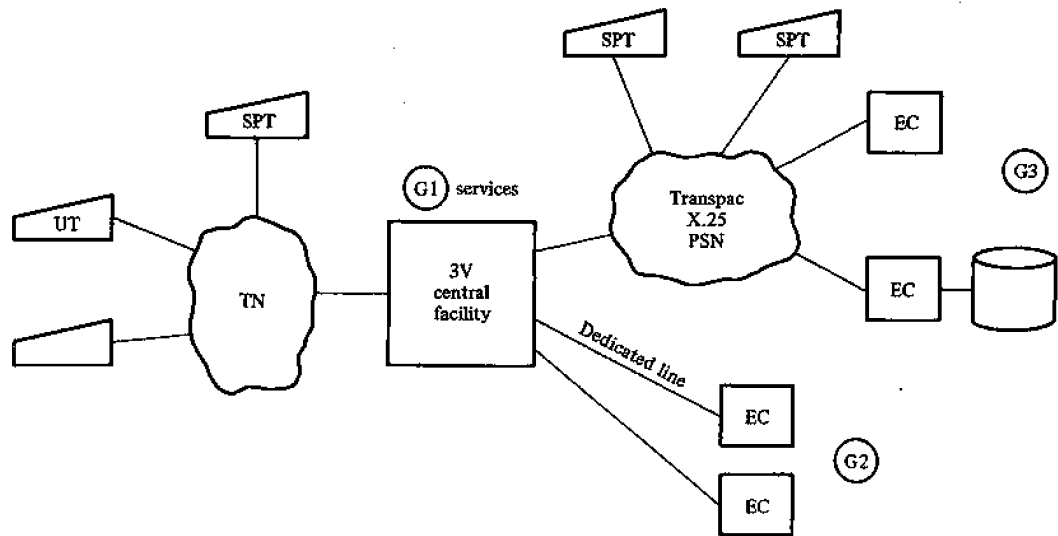 SPT
SPT
SPT
EC
UT
G1 services
G3
Transpac
X.25
PSN
3V
central
facility
TN
EC
Dedicated line
EC
G2
EC